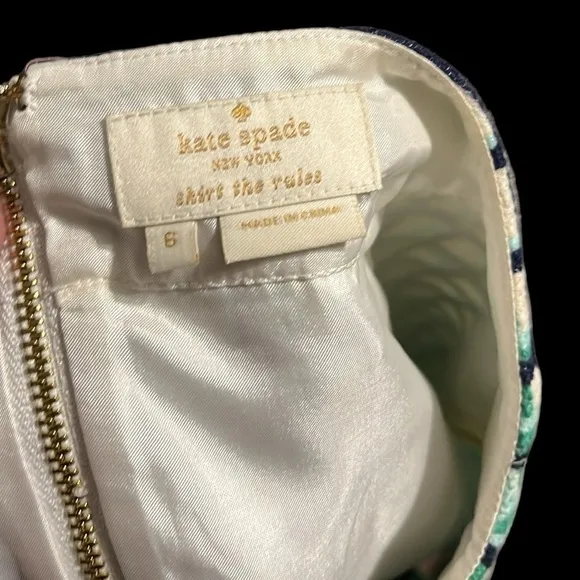 kate spade
NEW YORK
skirt the rules
6
MADE IN CHINA